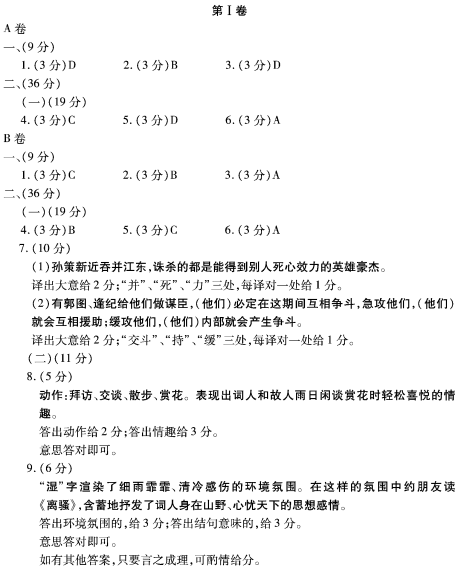 第Ⅰ卷
A 卷
一、(9 分)
1. (3 分)D 2. (3 分)B 3. (3 分)D
二、(36 分)
(一)(19 分)
4. (3 分)C 5. (3 分)D 6. (3 分)A
B 卷
一、(9 分)
1. (3 分)C 2. (3 分)B 3. (3 分)A
二、(36 分)
(一)(19 分)
4. (3 分)B 5. (3 分)C 6. (3 分)A
7. (10 分)
(1)孙策新近吞并江东,诛杀的都是能得到别人死心效力的英雄豪杰。
译出大意给 2 分;“并”、“死”、“力”三处,每译对一处给 1 分。
(2)有郭图、逢纪给他们做谋臣,(他们)必定在这期间互相争斗,急攻他们,(他们)
就会互相援助;缓攻他们,(他们)内部就会产生争斗。
译出大意给 2 分;“交斗”、“持”、“缓”三处,每译对一处给 1 分。
(二)(11 分)
8. (5 分)
动作:拜访、交谈、散步、赏花。表现出词人和故人雨日闲谈赏花时轻松喜悦的情
趣。
答出动作给 2 分;答出情趣给 3 分。
意思答对即可。
9. (6 分)
“湿”字渲染了细雨霏霏、清冷感伤的环境氛围。在这样的氛围中约朋友读
《离骚》,含蓄地抒发了词人身在山野、心忧天下的思想感情。
答出环境氛围的,给 3 分;答出结句意味的,给 3 分。
意思答对即可。
如有其他答案,只要言之成理,可酌情给分。